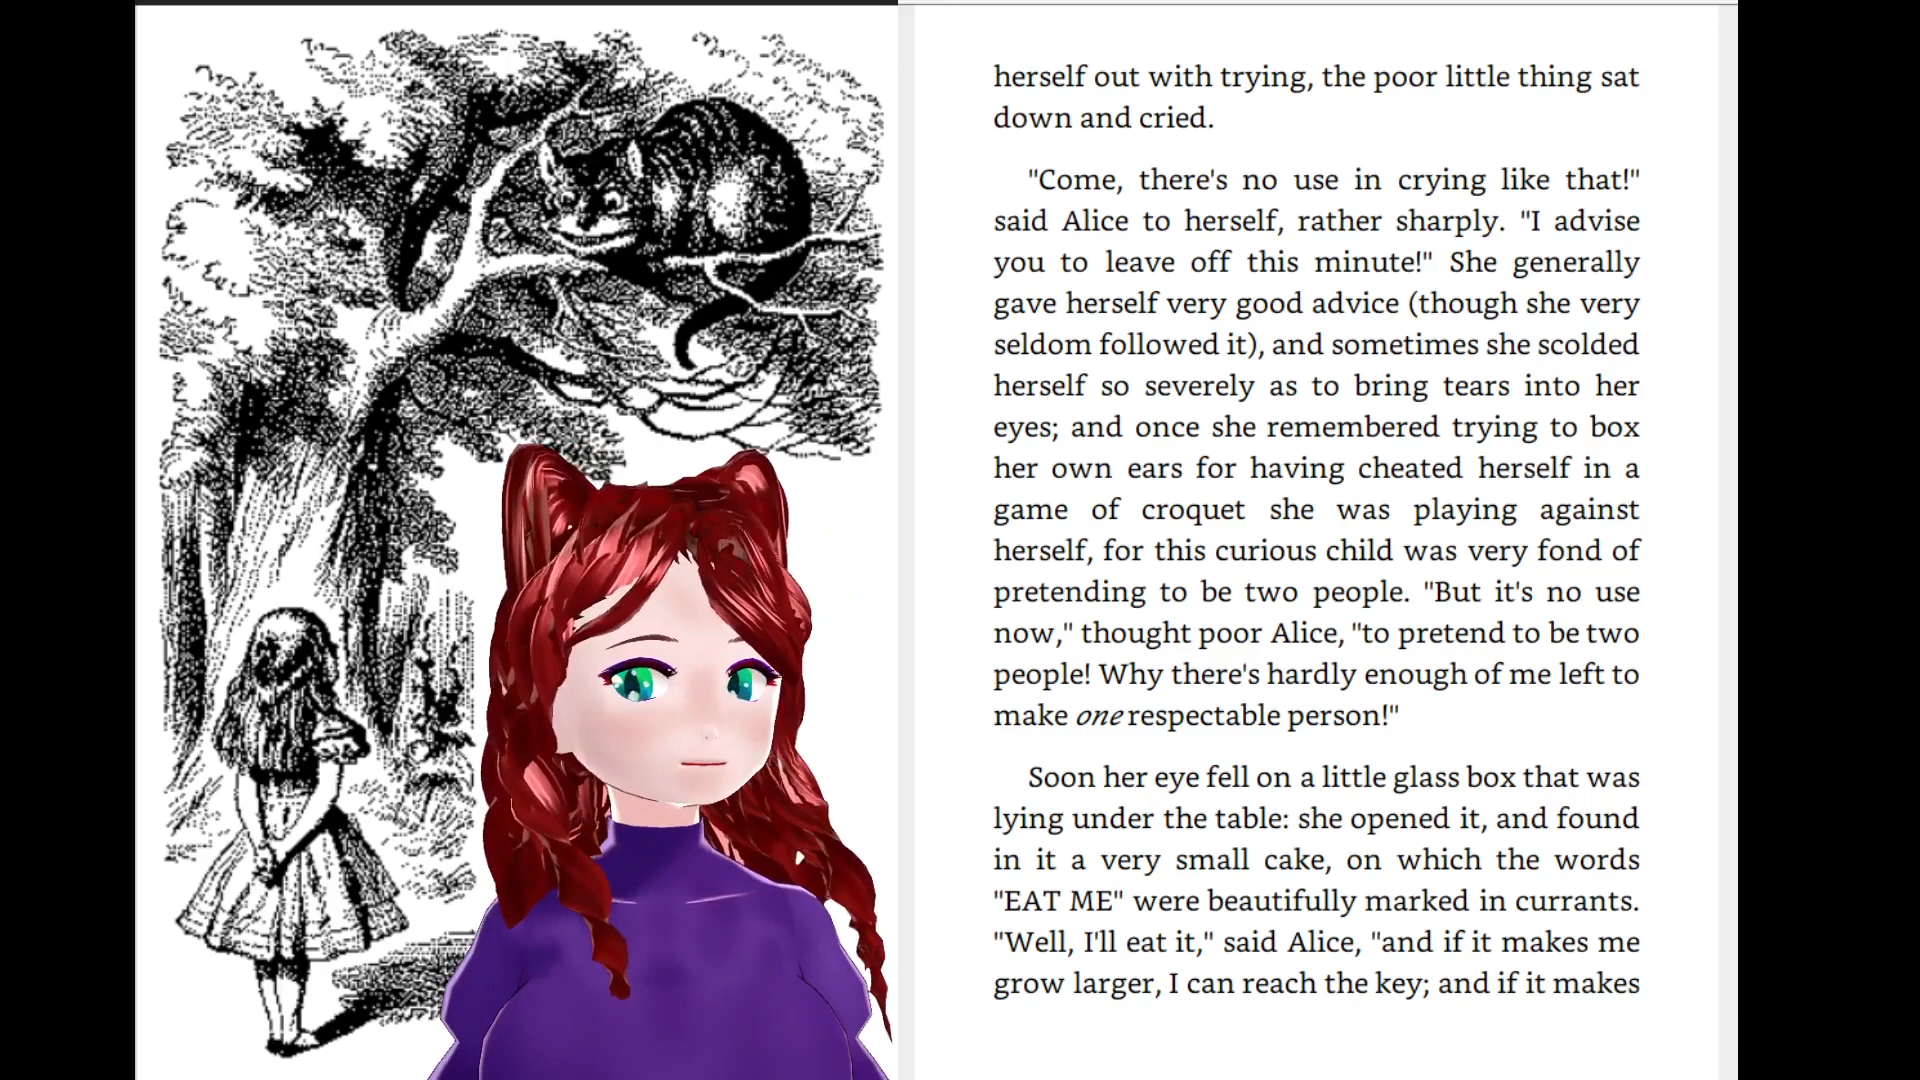 herself out with trying, the poor little thing sat
down and cried.
"Come, there's no use in crying like that!"
said Alice to herself, rather sharply. "I advise
you to leave off this minute!" She generally
gave herself very good advice (though she very
seldom followed it), and sometimes she scolded
herself so severely as to bring tears into her
eyes; and once she remembered trying to box
her own ears for having cheated herself in a
game of croquet she was playing against
herself, for this curious child was very fond of
pretending to be two people. "But it's no use
now," thought poor Alice, "to pretend to be two
people! Why there's hardly enough of me left to
make one respectable person!"
Soon her eye fell on a little glass box that was
lying under the table: she opened it, and found
in it a very small cake, on which the words
"EAT ME" were beautifully marked in currants.
"Well, I'll eat it," said Alice, "and if it makes me
grow larger, I can reach the key; and if it makes